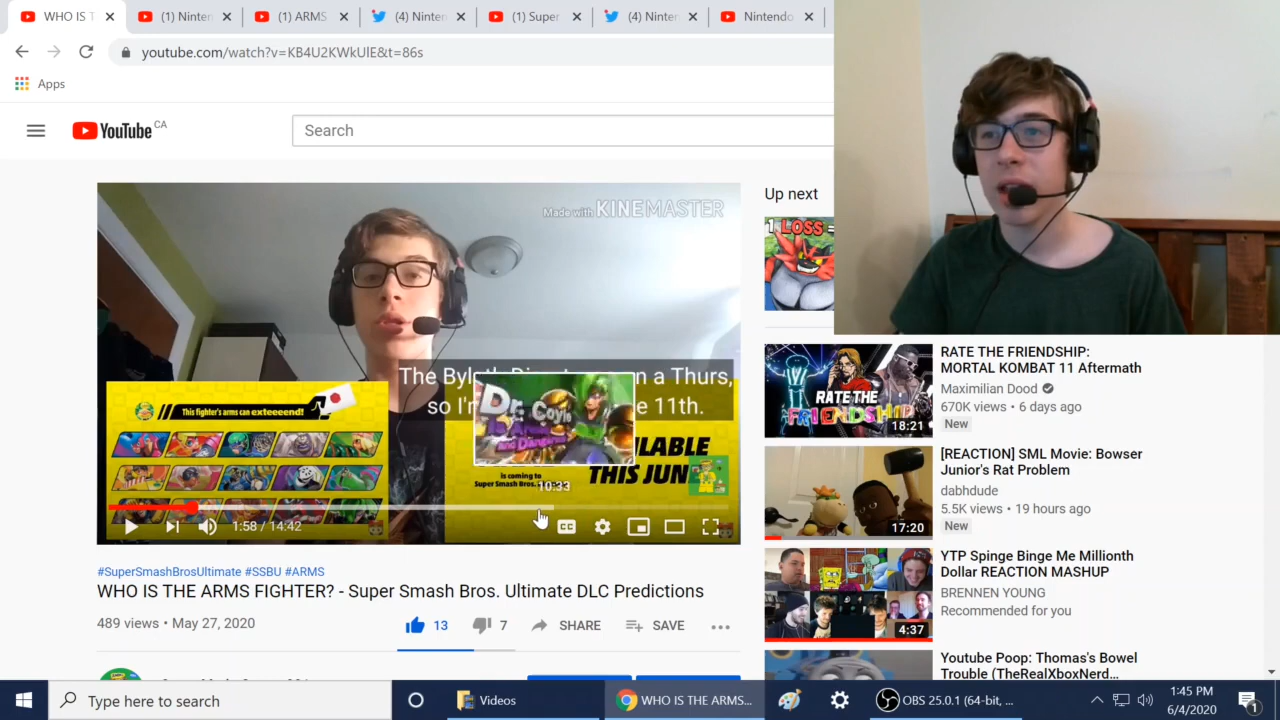 WHO IS T
(1) Ninten
(1) ARMS
(4) Ninten
(1) Super
(4) Ninten
Nintendo
youtube.com/watch?v=KB4U2KWkUlE&t=86s
Apps
YouTube CA
Search
Made with KINEMASTER
Up next
1 LOSS =
The Byl n a Thurs,
so I'r e 11th.
This fighter's arms can exteeeend!
Dr. Coyle
is
and Dangerous
ILABLE
THIS JUN
is coming to
Super Smash Bros.
10:33
1:58 / 14:42
CC
#SuperSmashBrosUltimate #SSBU #ARMS
WHO IS THE ARMS FIGHTER? - Super Smash Bros. Ultimate DLC Predictions
489 views • May 27, 2020
13
7
SHARE
SAVE
RATE THE
FRIENDSHIP
18:21
RATE THE FRIENDSHIP:
MORTAL KOMBAT 11 Aftermath
Maximilian Dood
670K views • 6 days ago
New
17:20
[REACTION] SML Movie: Bowser
Junior's Rat Problem
dabhdude
5.5K views • 19 hours ago
New
4:37
YTP Spinge Binge Me Millionth
Dollar REACTION MASHUP
BRENNEN YOUNG
Recommended for you
Youtube Poop: Thomas's Bowel
Trouble (TheRealXboxNerd...
Type here to search
Videos
WHO IS THE ARMS...
OBS 25.0.1 (64-bit, ...
1:45 PM
6/4/2020
1